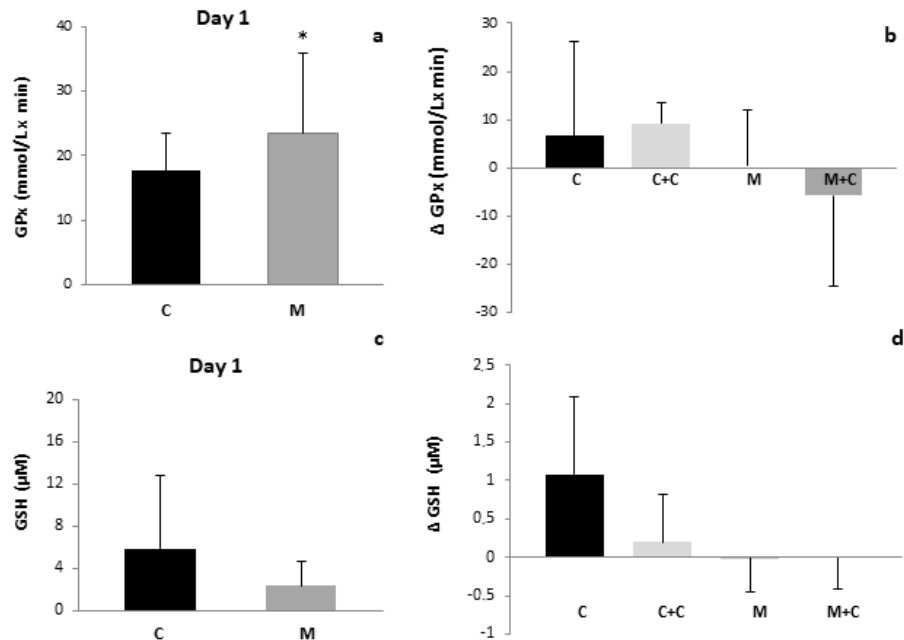 Day 1
a
*
GPx (mmol/Lx min)
40
30
20
10
0
C M
b
Δ GPx (mmol/Lx min)
30
20
10
0
-10
-20
-30
C C+C M M+C
c
Day 1
GSH (μM)
20
16
12
8
4
0
C M
d
Δ GSH (μM)
2,5
2
1,5
1
0,5
0
-0,5
-1
C C+C M M+C